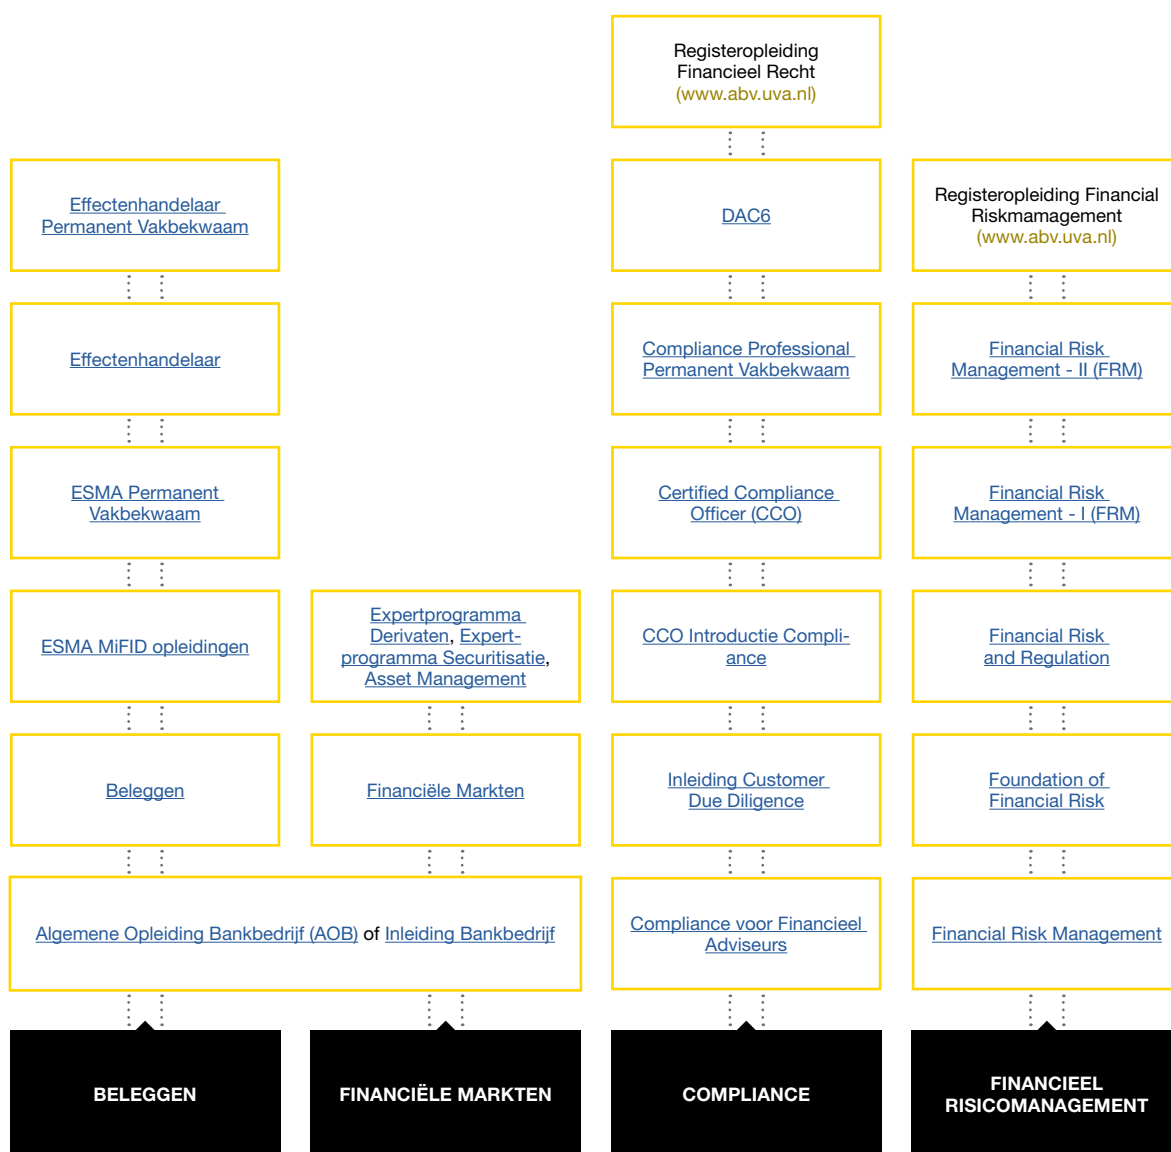 Registeropleiding
Financieel Recht
(www.abv.uva.nl)
Effectenhandelaar
Permanent Vakbekwaam
DAC6
Registeropleiding Financial
Riskmamagement
(www.abv.uva.nl)
Effectenhandelaar
Compliance Professional
Permanent Vakbekwaam
Financial Risk
Management - II (FRM)
ESMA Permanent
Vakbekwaam
Certified Compliance
Officer (CCO)
Financial Risk
Management - I (FRM)
ESMA MiFID opleidingen
Expertprogramma
Derivaten, Expert-
programma Securitisatie,
Asset Management
CCO Introductie Compli-
ance
Financial Risk
and Regulation
Beleggen
Financiële Markten
Inleiding Customer
Due Diligence
Foundation of
Financial Risk
Algemene Opleiding Bankbedrijf (AOB) of Inleiding Bankbedrijf
Compliance voor Financieel
Adviseurs
Financial Risk Management
BELEGGEN
FINANCIËLE MARKTEN
COMPLIANCE
FINANCIEEL
RISICOMANAGEMENT